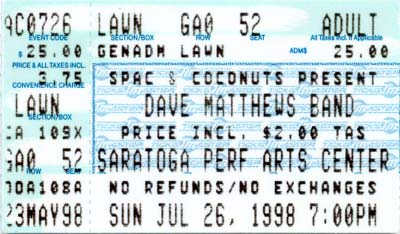 AC0726 LAWN GA0 52 ADULT
EVENT CODE SECTION/BOX ROW SEAT All Taxes Incl. If Applicable
$ 25.00 GENADM LAWN ADM$ 25.00
PRICE & ALL TAXES INCL.
3.75 SPAC & COCONUTS PRESENT
CONVENIENCE CHARGE
LAWN DAVE MATTHEWS BAND
SECTION/BOX
CA 109X PRICE INCL. $2.00 TAS
GA0 52 SARATOGA PERF ARTS CENTER
ROW SEAT
OOA108A NO REFUNDS/NO EXCHANGES
23MAY98 SUN JUL 26, 1998 7:00PM